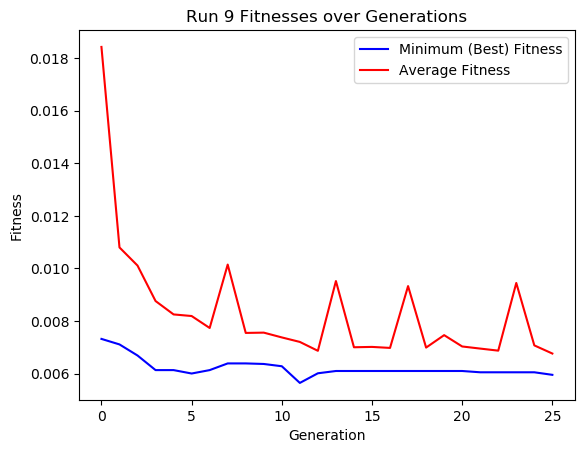 Run 9 Fitnesses over Generations
Minimum (Best) Fitness
Average Fitness
Fitness
0.018
0.016
0.014
0.012
0.010
0.008
0.006
0
5
10
15
20
25
Generation